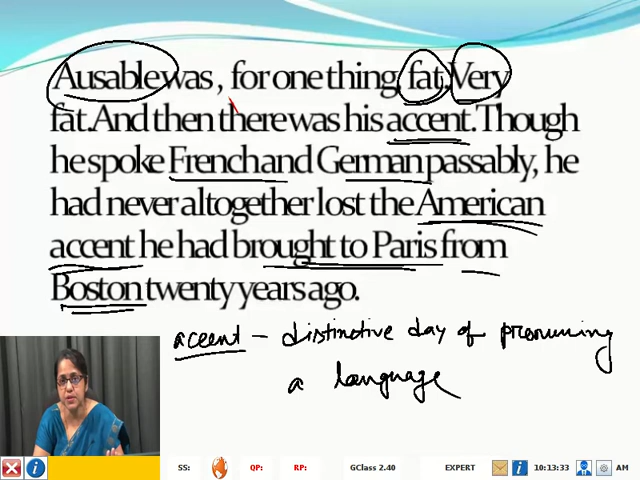 Ausable was , for one thing, fat. Very
fat. And then there was his accent. Though
he spoke French and German passably, he
had never altogether lost the American
accent he had brought to Paris from
Boston twenty years ago.
accent – distinctive day of pronouning
a language
SS: QP: RP: GClass 2.40 EXPERT 10:13:33 AM